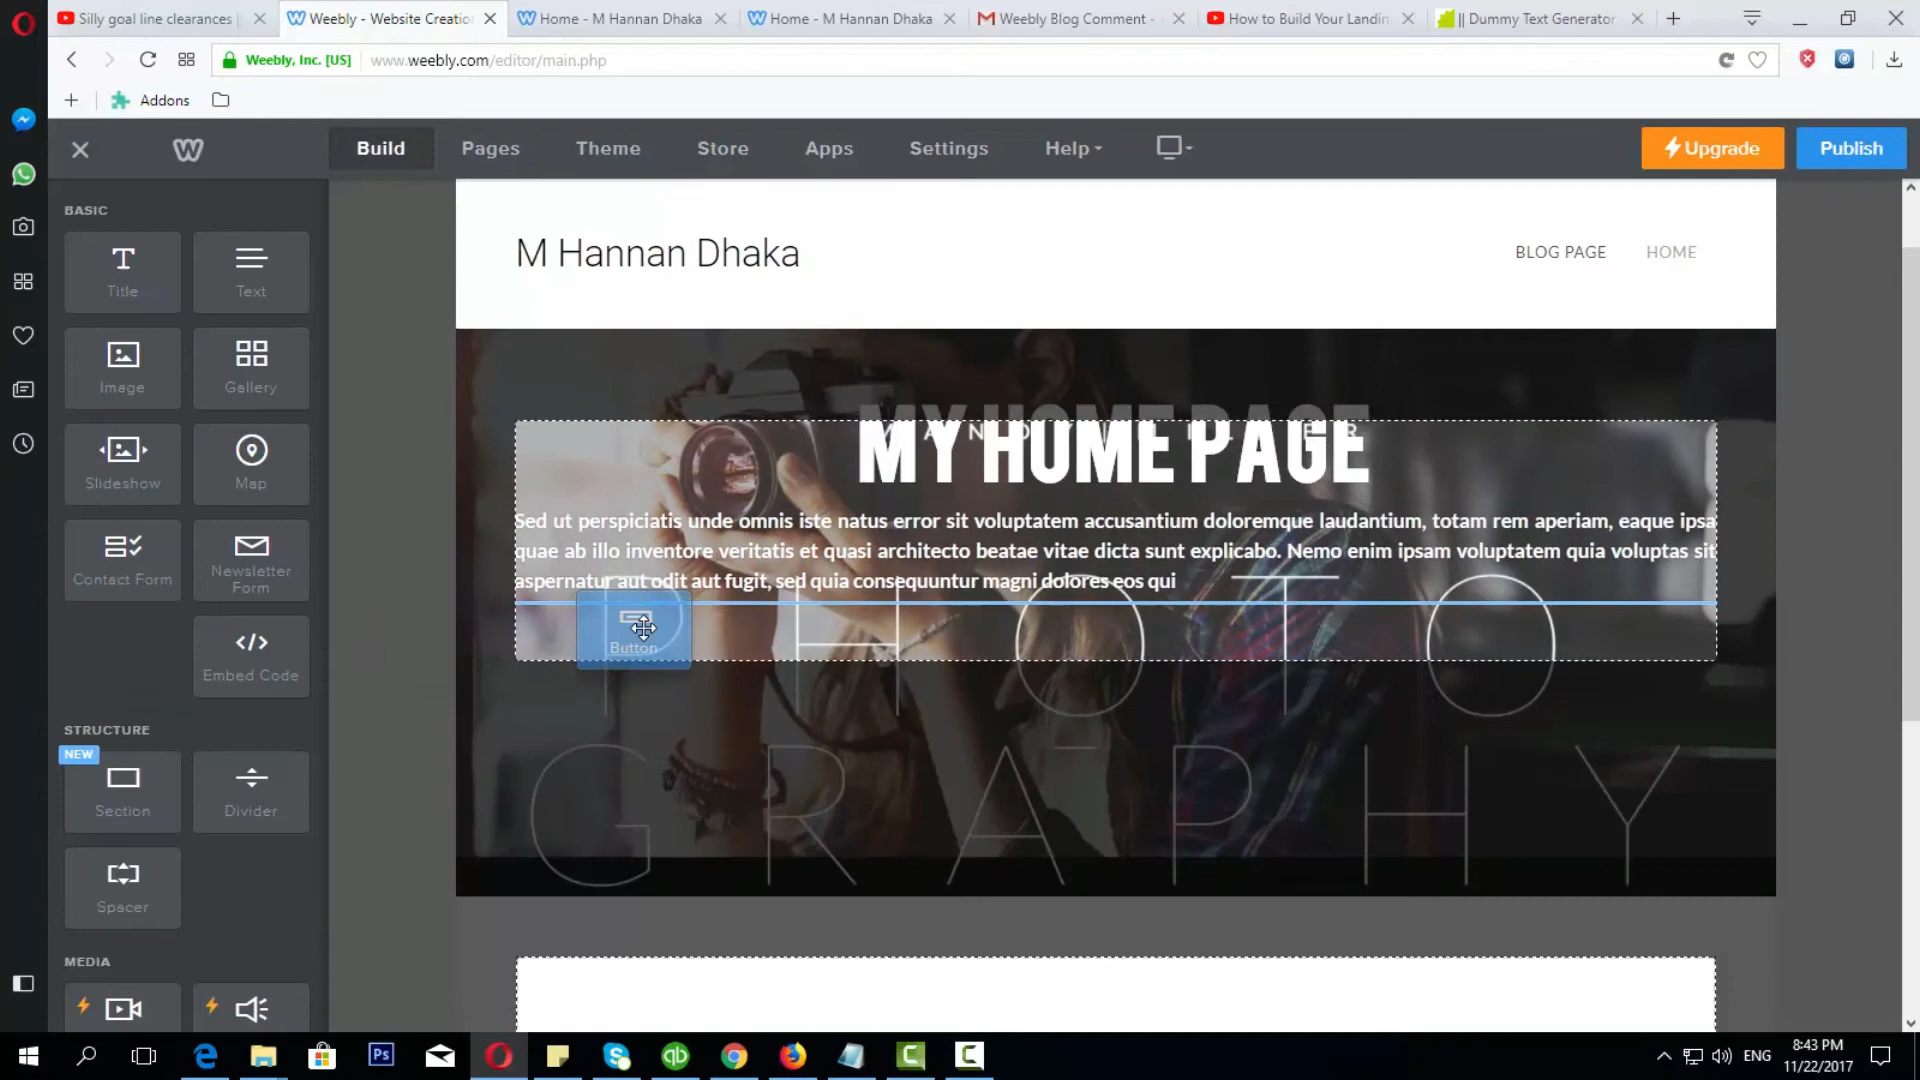 Silly goal line clearances |
Weebly - Website Creatio
Home - M Hannan Dhaka
Home - M Hannan Dhaka
Weebly Blog Comment -
How to Build Your Landin
|| Dummy Text Generator
Weebly, Inc. [US]
www.weebly.com/editor/main.php
Addons
Build
Pages
Theme
Store
Apps
Settings
Help
Upgrade
Publish
BASIC
Title
Text
Image
Gallery
Slideshow
Map
Contact Form
Newsletter
Form
Embed Code
STRUCTURE
NEW
Section
Divider
Spacer
MEDIA
M Hannan Dhaka
BLOG PAGE
HOME
MY HOME PAGE
Sed ut perspiciatis unde omnis iste natus error sit voluptatem accusantium doloremque laudantium, totam rem aperiam, eaque ipsa
quae ab illo inventore veritatis et quasi architecto beatae vitae dicta sunt explicabo. Nemo enim ipsam voluptatem quia voluptas sit
aspernatur aut odit aut fugit, sed quia consequuntur magni dolores eos qui
Button
PHOTO
GRAPHY
Ps
qb
ENG
8:43 PM
11/22/2017